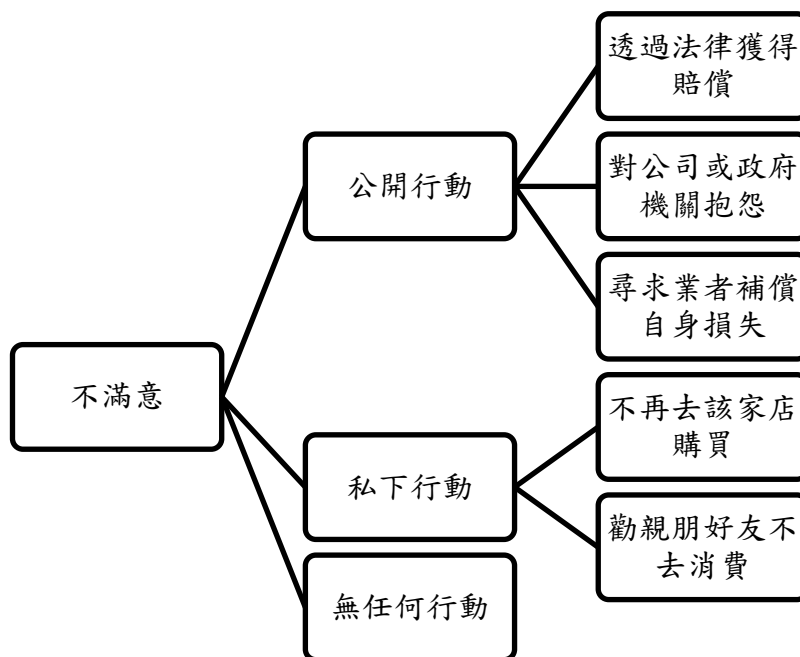 不滿意
公開行動
透過法律獲得
賠償
對公司或政府
機關抱怨
尋求業者補償
自身損失
私下行動
不再去該家店
購買
勸親朋好友不
去消費
無任何行動